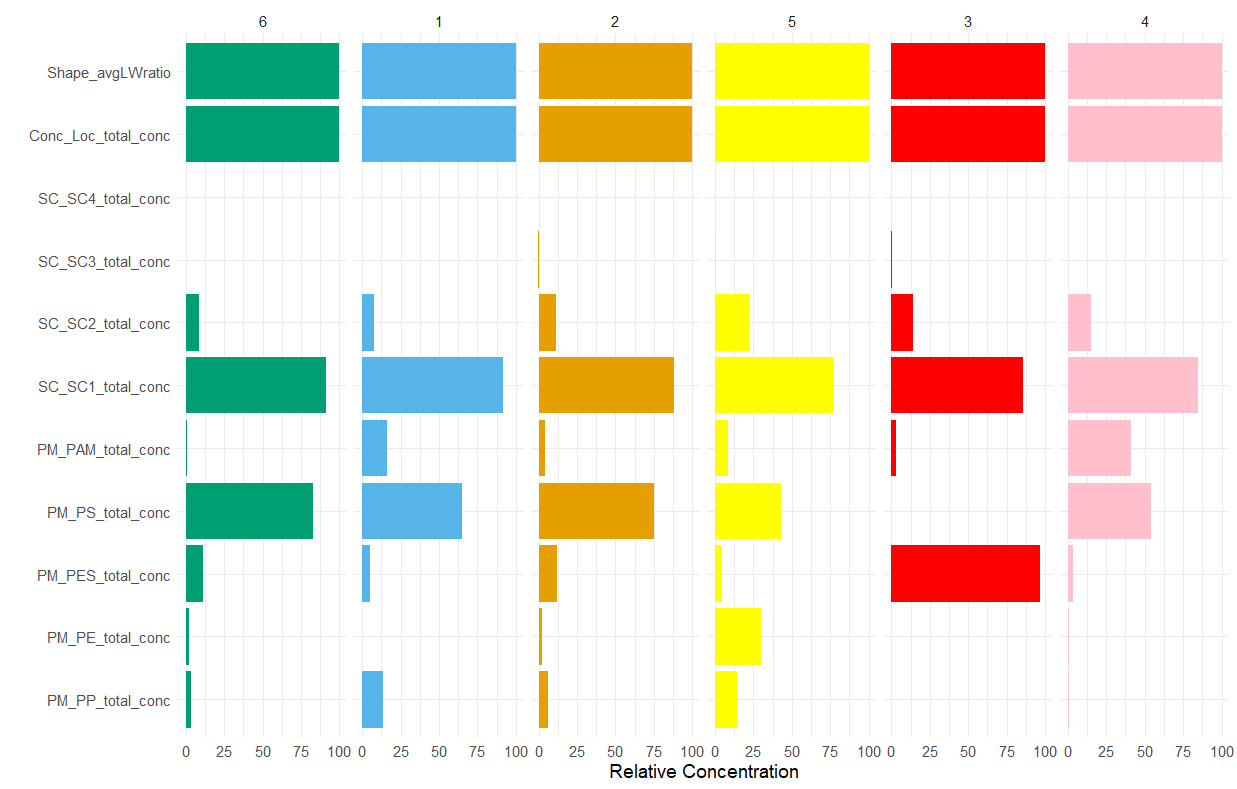 6 1 2 5 3 4
Shape_avgLWratio
Conc_Loc_total_conc
SC_SC4_total_conc
SC_SC3_total_conc
SC_SC2_total_conc
SC_SC1_total_conc
PM_PAM_total_conc
PM_PS_total_conc
PM_PES_total_conc
PM_PE_total_conc
PM_PP_total_conc
0 25 50 75 100 0 25 50 75 100 0 25 50 75 100 0 25 50 75 100 0 25 50 75 100 0 25 50 75 100
Relative Concentration